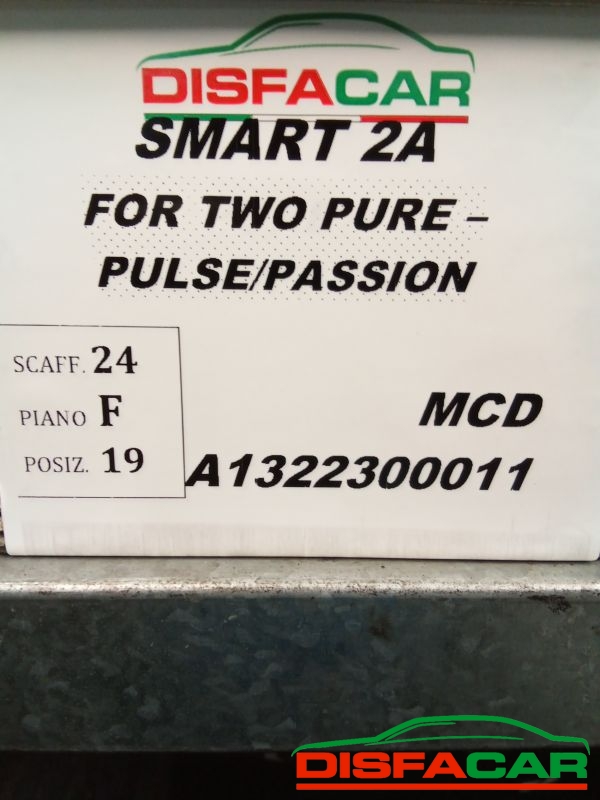 DISFACAR
SMART 2A
FOR TWO PURE –
PULSE/PASSION
SCAFF. 24
PIANO F
POSIZ. 19
MCD
A1322300011
DISFACAR